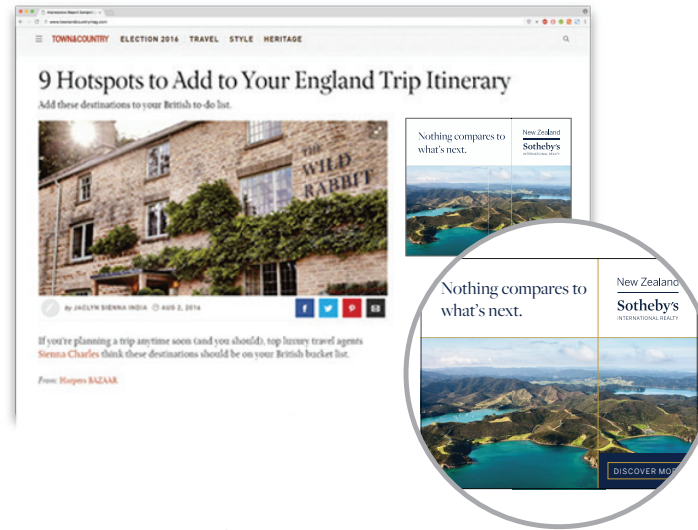 www.townandcountrymag.com
TOWN&COUNTRY ELECTION 2016 TRAVEL STYLE HERITAGE
9 Hotspots to Add to Your England Trip Itinerary
Add these destinations to your British to-do list.
THE
WILD
RABBIT
By JACLYN SIENNA INDIA AUG 2, 2016
If you're planning a trip anytime soon (and you should), top luxury travel agents
Sienna Charles think these destinations should be on your British bucket list.
From: Harpers BAZAAR
Nothing compares to
what's next.
New Zealand
Sotheby's
INTERNATIONAL REALTY
Nothing compares to
what's next.
New Zealand
Sotheby's
INTERNATIONAL REALTY
DISCOVER MOR